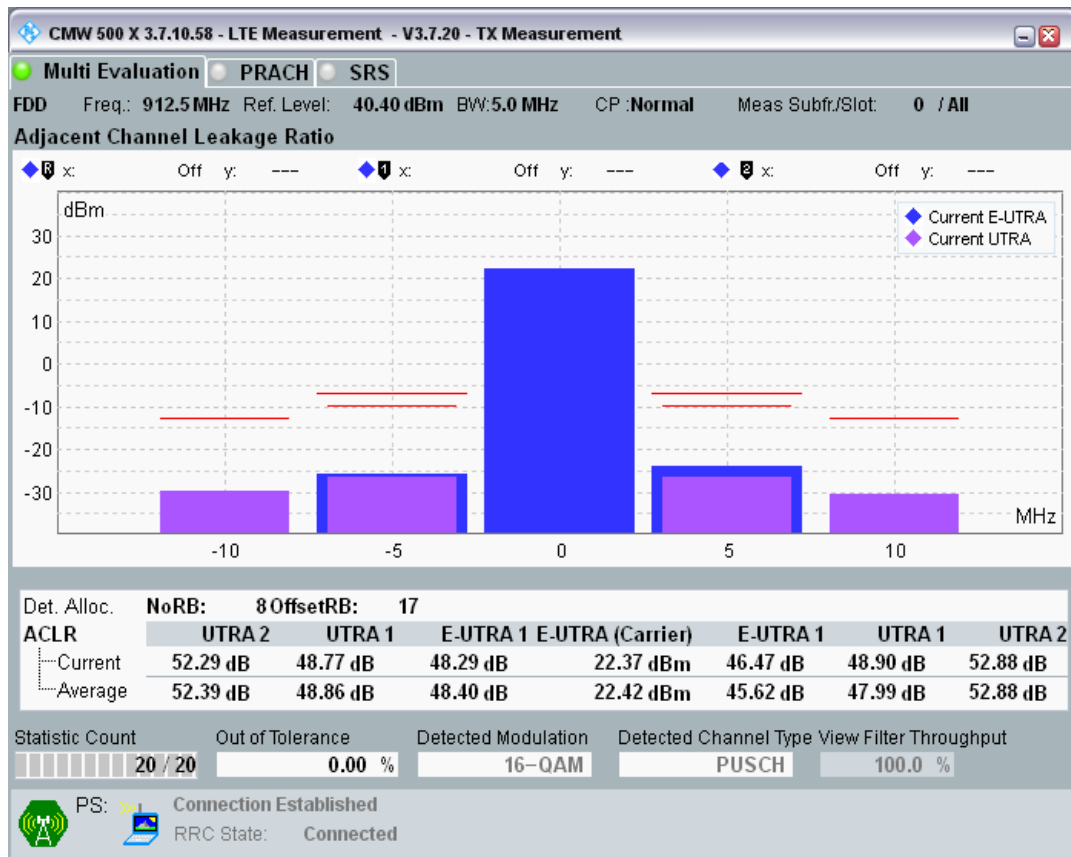 CMW 500 X 3.7.10.58 - LTE Measurement - V3.7.20 - TX Measurement
Multi Evaluation PRACH SRS
FDD Freq.: 912.5 MHz Ref. Level: 40.40 dBm BW:5.0 MHz CP :Normal Meas Subfr./Slot: 0 / All
Adjacent Channel Leakage Ratio
R x: Off y: --- 1 x: Off y: --- 2 x: Off y: ---
dBm
Current E-UTRA
Current UTRA
30
20
10
0
-10
-20
-30
MHz
-10 -5 0 5 10
Det. Alloc. NoRB: 8 OffsetRB: 17
ACLR UTRA 2 UTRA 1 E-UTRA 1 E-UTRA (Carrier) E-UTRA 1 UTRA 1 UTRA 2
Current 52.29 dB 48.77 dB 48.29 dB 22.37 dBm 46.47 dB 48.90 dB 52.88 dB
Average 52.39 dB 48.86 dB 48.40 dB 22.42 dBm 45.62 dB 47.99 dB 52.88 dB
Statistic Count Out of Tolerance Detected Modulation Detected Channel Type View Filter Throughput
20 / 20 0.00 % 16-QAM PUSCH 100.0 %
PS: Connection Established
RRC State: Connected